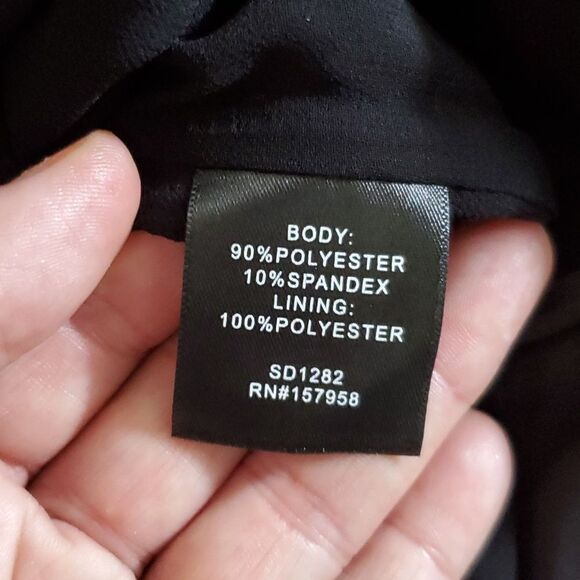 BODY:
90%POLYESTER
10%SPANDEX
LINING:
100%POLYESTER
SD1282
RN#157958